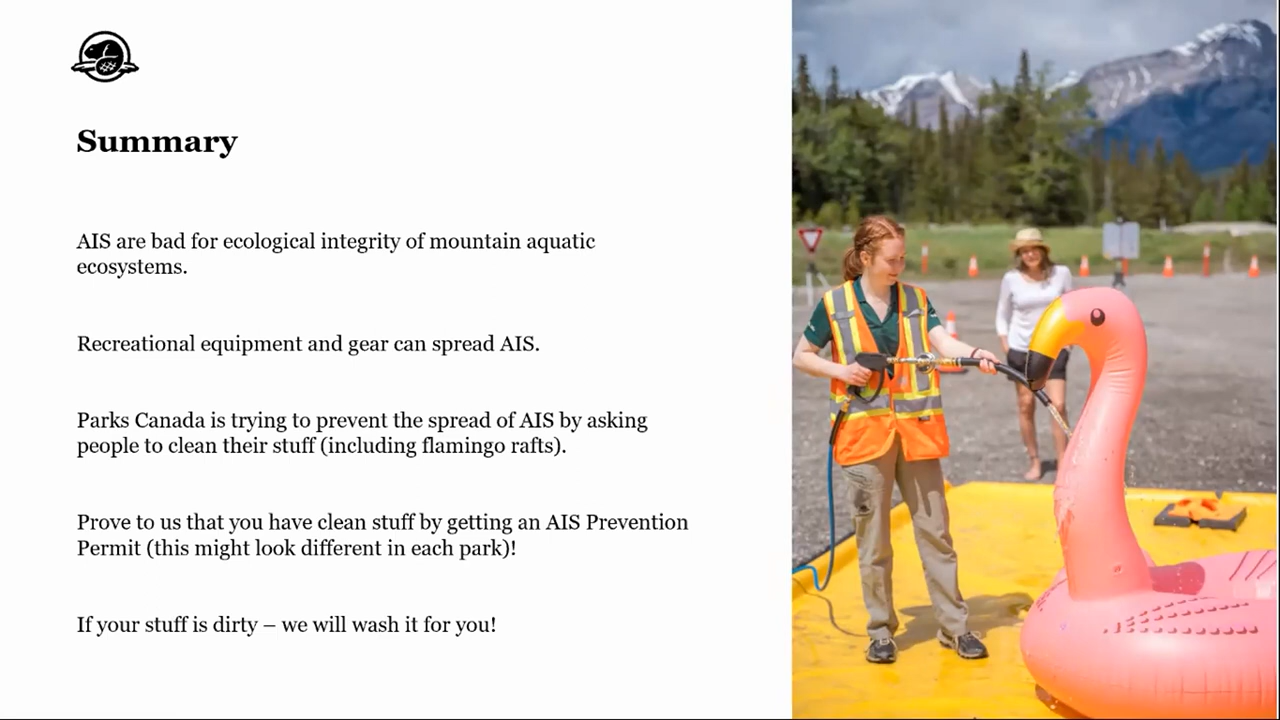 Summary
AIS are bad for ecological integrity of mountain aquatic
ecosystems.
Recreational equipment and gear can spread AIS.
Parks Canada is trying to prevent the spread of AIS by asking
people to clean their stuff (including flamingo rafts).
Prove to us that you have clean stuff by getting an AIS Prevention
Permit (this might look different in each park)!
If your stuff is dirty – we will wash it for you!